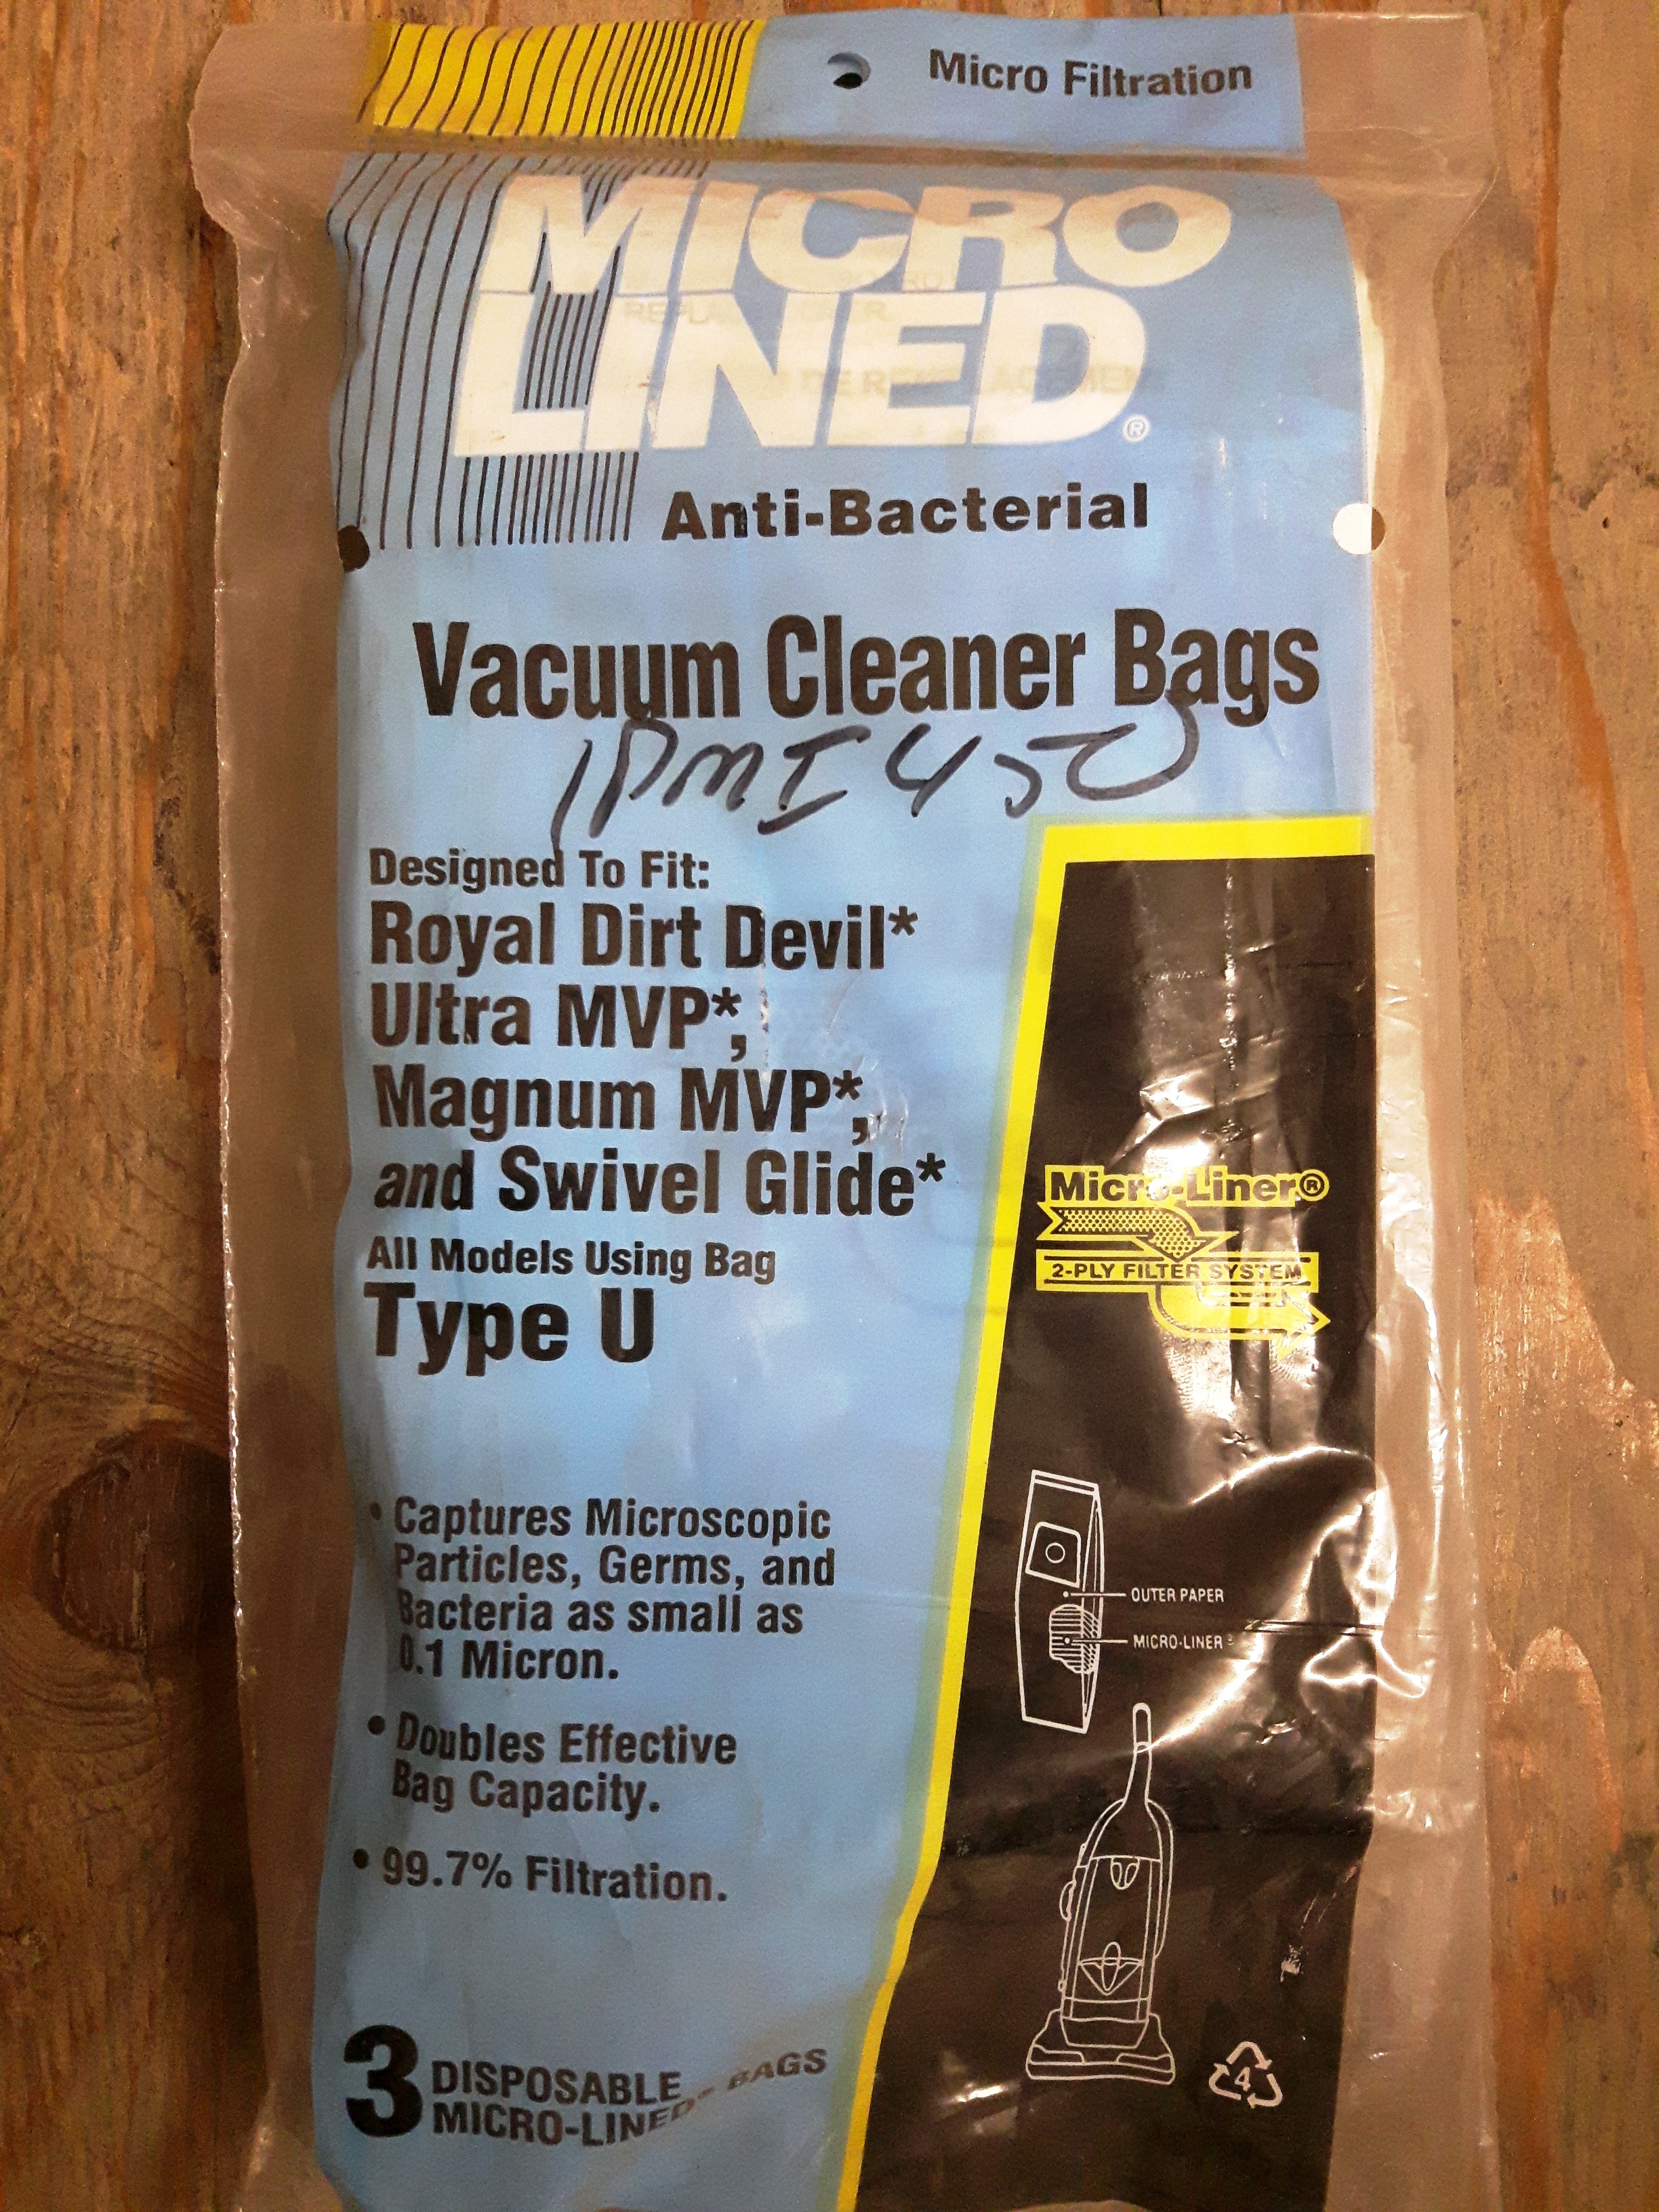 Micro Filtration
MICRO
LINED®
Anti-Bacterial
Vacuum Cleaner Bags
Designed To Fit:
Royal Dirt Devil*
Ultra MVP*,
Magnum MVP*,
and Swivel Glide*
All Models Using Bag
Type U
Micro-Liner®
2-PLY FILTER SYSTEM
• Captures Microscopic
Particles, Germs, and
Bacteria as small as
0.1 Micron.
OUTER PAPER
MICRO-LINER®
• Doubles Effective
Bag Capacity.
• 99.7% Filtration.
3 DISPOSABLE
MICRO-LINED® BAGS
4